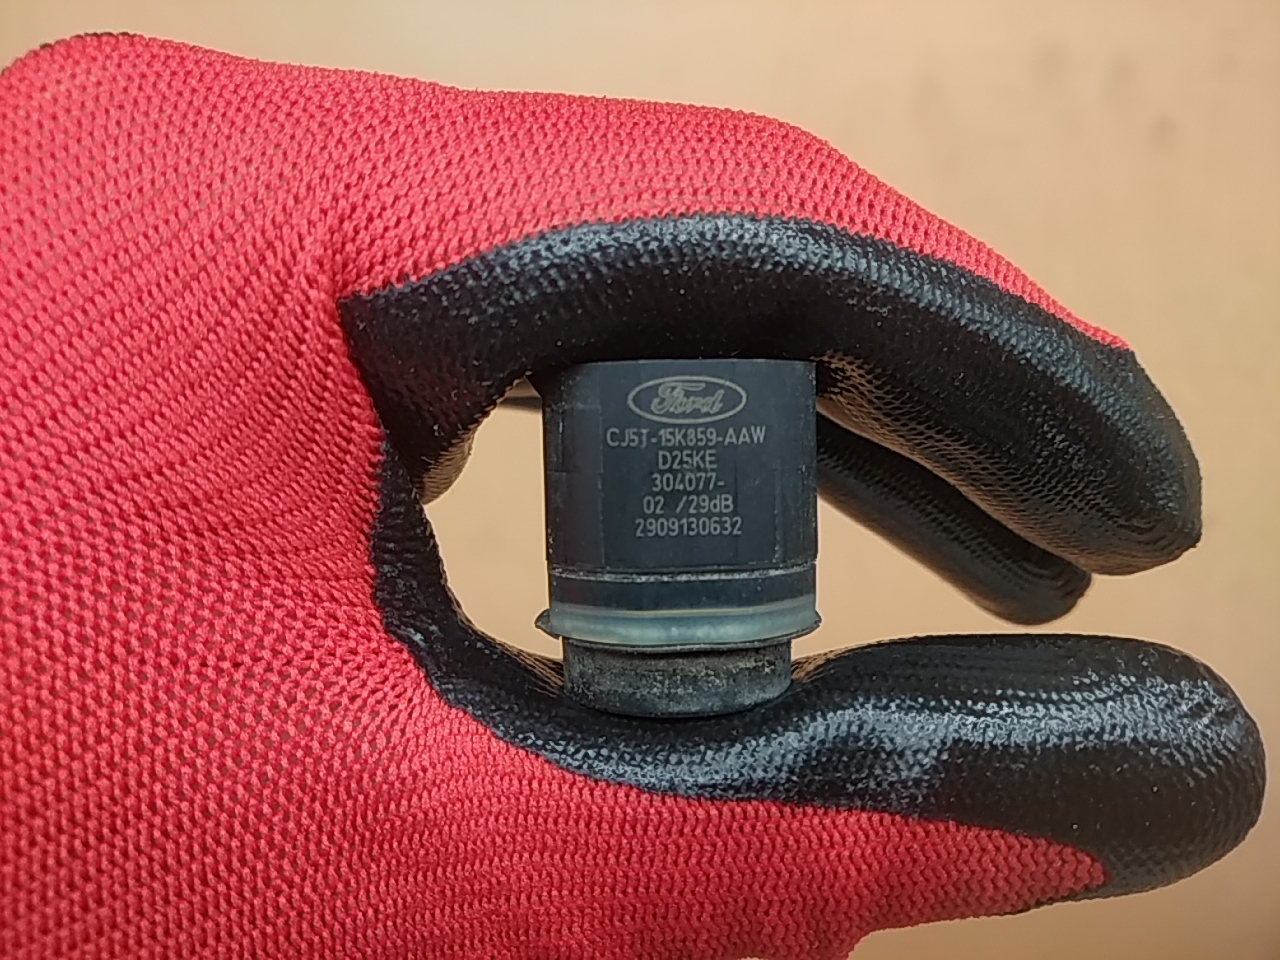 Ford
CJ5T-15K859-AAW
D25KE
304077-
02 /29dB
2909130632